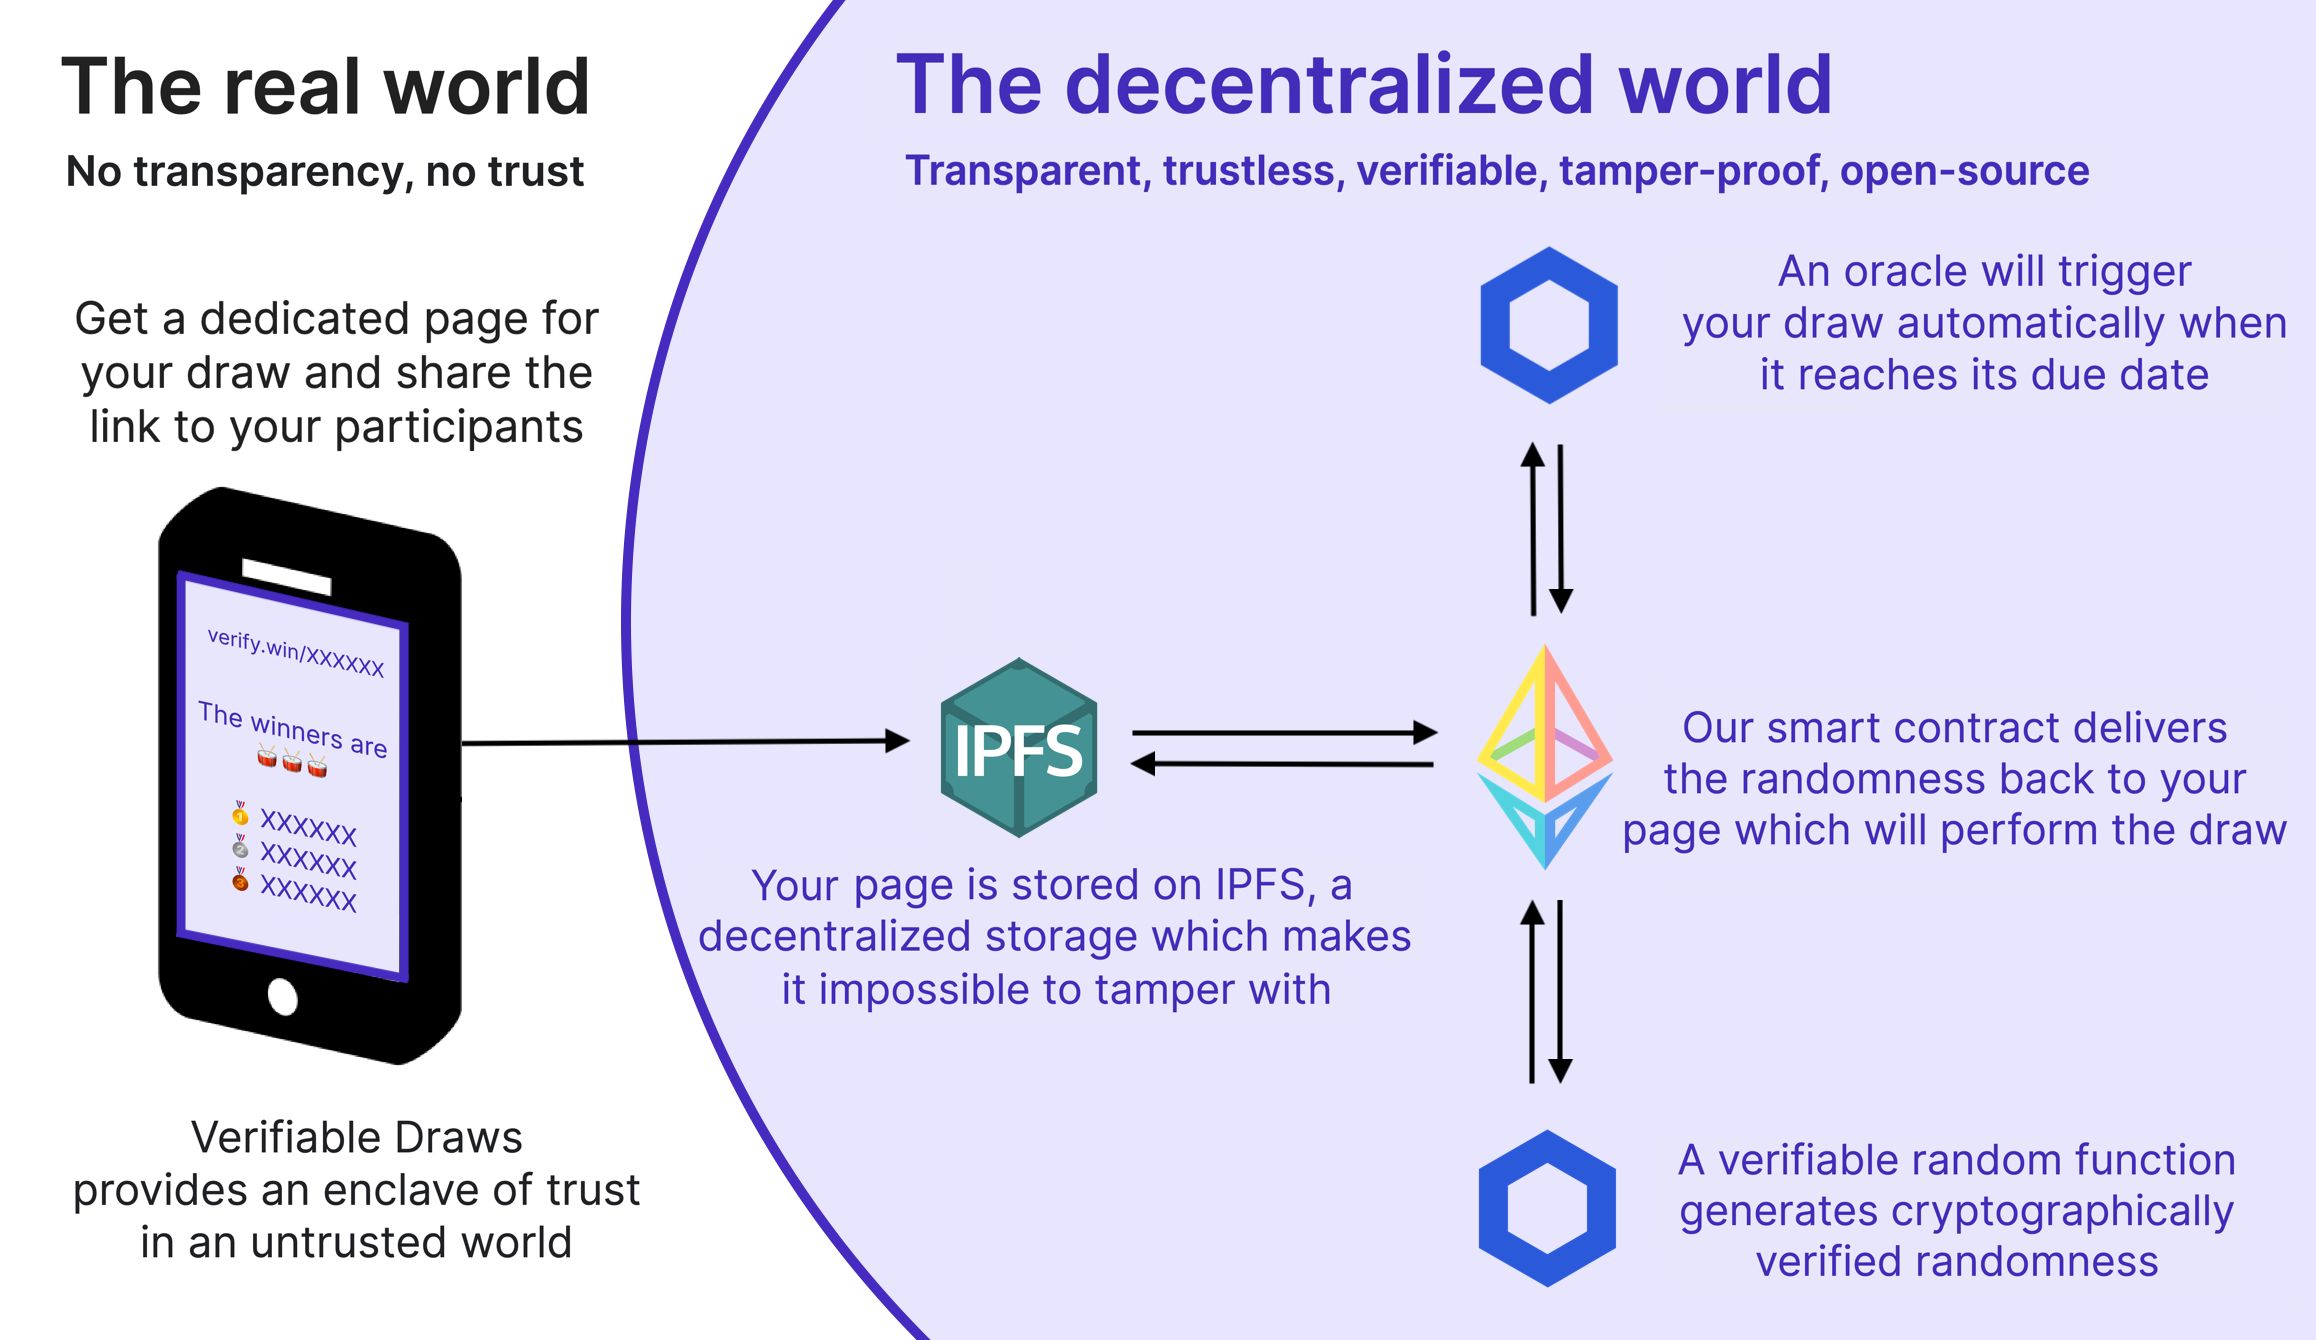 The real world
No transparency, no trust
Get a dedicated page for
your draw and share the
link to your participants
verify.win/XXXXXX
The winners are
1 XXXXXX
2 XXXXXX
3 XXXXXX
Verifiable Draws
provides an enclave of trust
in an untrusted world
The decentralized world
Transparent, trustless, verifiable, tamper-proof, open-source
An oracle will trigger
your draw automatically when
it reaches its due date
IPFS
Your page is stored on IPFS, a
decentralized storage which makes
it impossible to tamper with
Our smart contract delivers
the randomness back to your
page which will perform the draw
A verifiable random function
generates cryptographically
verified randomness